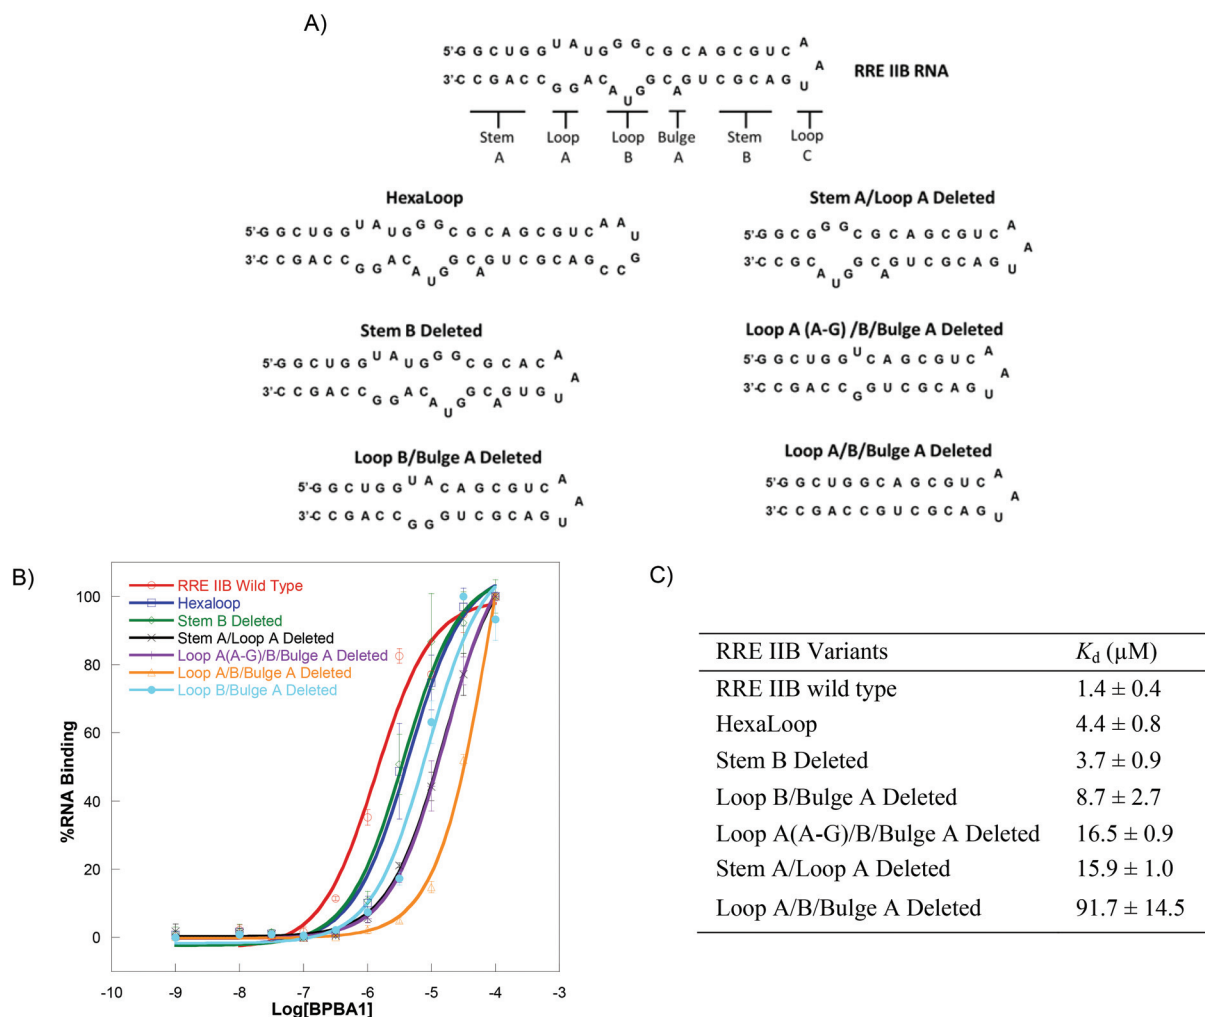 A)
5'-G G C U G G U A U G G G C G C A G C G U C A
A
3'-C C G A C C G G A C A U G G C A G U C G C A G U
RRE IIB RNA
Stem A
Loop A
Loop B
Bulge A
Stem B
Loop C
HexaLoop
5'-G G C U G G U A U G G G C G C A G C G U C A A U
3'-C C G A C C G G A C A U G G C A G U C G C A G C C G
Stem A/Loop A Deleted
5'-G G C G G G C G C A G C G U C A
A
3'-C C G C A U G G C A G U C G C A G U
Stem B Deleted
5'-G G C U G G U A U G G G C G C A C A
A
3'-C C G A C C G G A C A U G G C A G U G U
Loop A (A-G) /B/Bulge A Deleted
5'-G G C U G G U C A G C G U C A
A
3'-C C G A C C G G U C G C A G U
Loop B/Bulge A Deleted
5'-G G C U G G U A C A G C G U C A
A
3'-C C G A C C G G G U C G C A G U
Loop A/B/Bulge A Deleted
5'-G G C U G G C A G C G U C A
A
3'-C C G A C C G U C G C A G U
B)
RRE IIB Wild Type
Hexaloop
Stem B Deleted
Stem A/Loop A Deleted
Loop A(A-G)/B/Bulge A Deleted
Loop A/B/Bulge A Deleted
Loop B/Bulge A Deleted
%RNA Binding
100
80
60
40
20
0
-10 -9 -8 -7 -6 -5 -4 -3
Log[BPBA1]
C)
RRE IIB Variants Kd (µM)
RRE IIB wild type 1.4 ± 0.4
HexaLoop 4.4 ± 0.8
Stem B Deleted 3.7 ± 0.9
Loop B/Bulge A Deleted 8.7 ± 2.7
Loop A(A-G)/B/Bulge A Deleted 16.5 ± 0.9
Stem A/Loop A Deleted 15.9 ± 1.0
Loop A/B/Bulge A Deleted 91.7 ± 14.5